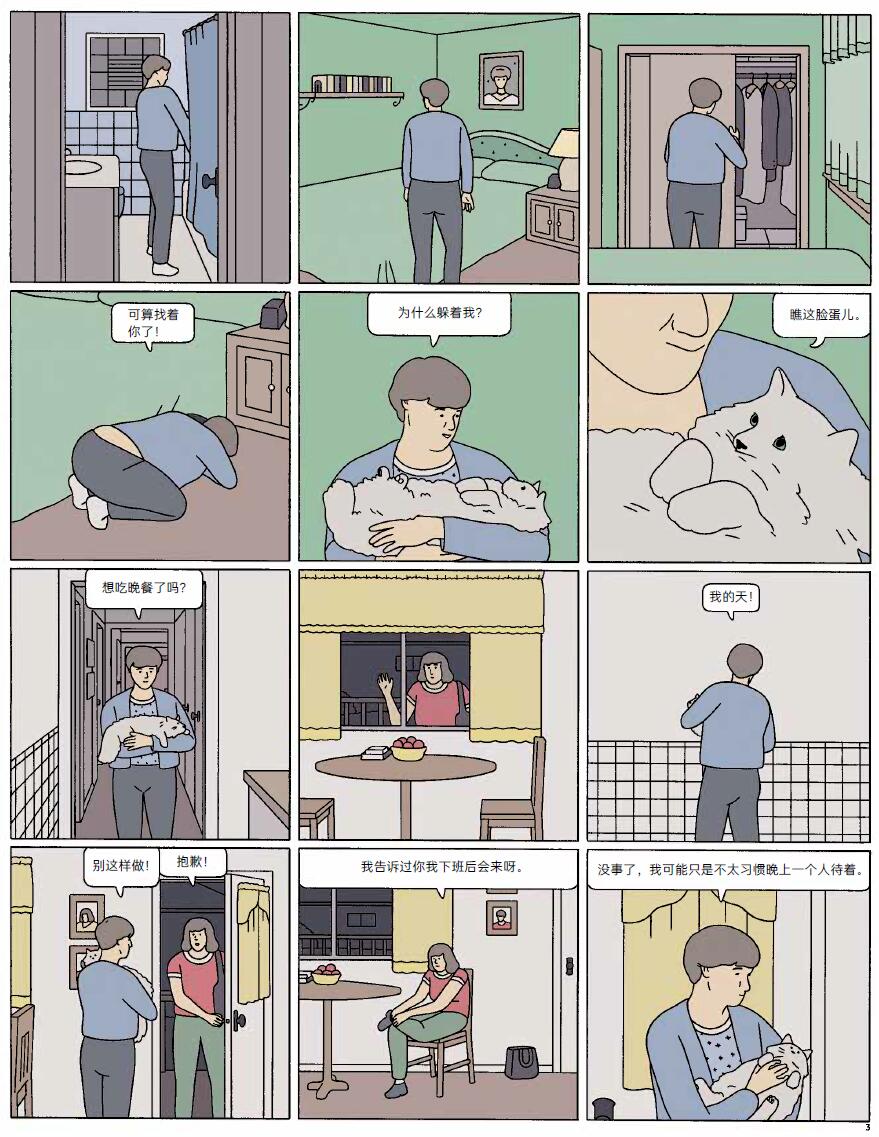 可算找着
你了！
为什么躲着我？
瞧这脸蛋儿。
想吃晚餐了吗？
我的天！
别这样做！
抱歉！
我告诉过你我下班后会来呀。
没事了，我可能只是不太习惯晚上一个人待着。
3